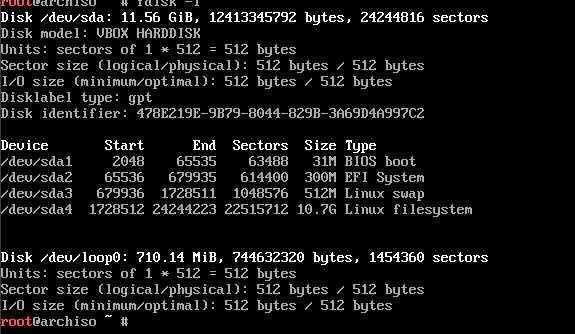 root@archiso ~ # fdisk -l
Disk /dev/sda: 11.56 GiB, 12413345792 bytes, 24244816 sectors
Disk model: VBOX HARDDISK
Units: sectors of 1 * 512 = 512 bytes
Sector size (logical/physical): 512 bytes / 512 bytes
I/O size (minimum/optimal): 512 bytes / 512 bytes
Disklabel type: gpt
Disk identifier: 478E219E-9B79-8044-829B-3A69D4A997C2
Device Start End Sectors Size Type
/dev/sda1 2048 65535 63488 31M BIOS boot
/dev/sda2 65536 679935 614400 300M EFI System
/dev/sda3 679936 1728511 1048576 512M Linux swap
/dev/sda4 1728512 24244223 22515712 10.7G Linux filesystem
Disk /dev/loop0: 710.14 MiB, 744632320 bytes, 1454360 sectors
Units: sectors of 1 * 512 = 512 bytes
Sector size (logical/physical): 512 bytes / 512 bytes
I/O size (minimum/optimal): 512 bytes / 512 bytes
root@archiso ~ #